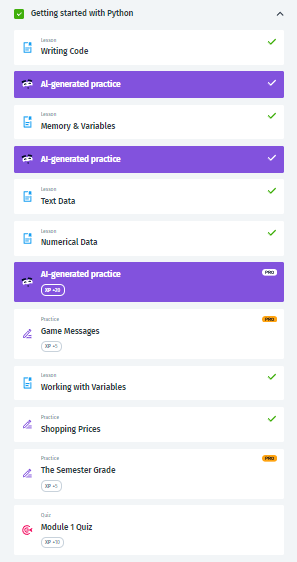 Getting started with Python
Lesson
Writing Code
AI-generated practice
Lesson
Memory & Variables
AI-generated practice
Lesson
Text Data
Lesson
Numerical Data
AI-generated practice
PRO
XP +28
Practice
PRO
Game Messages
XP +5
Lesson
Working with Variables
Practice
Shopping Prices
Practice
PRO
The Semester Grade
XP +5
Quiz
Module 1 Quiz
XP +10